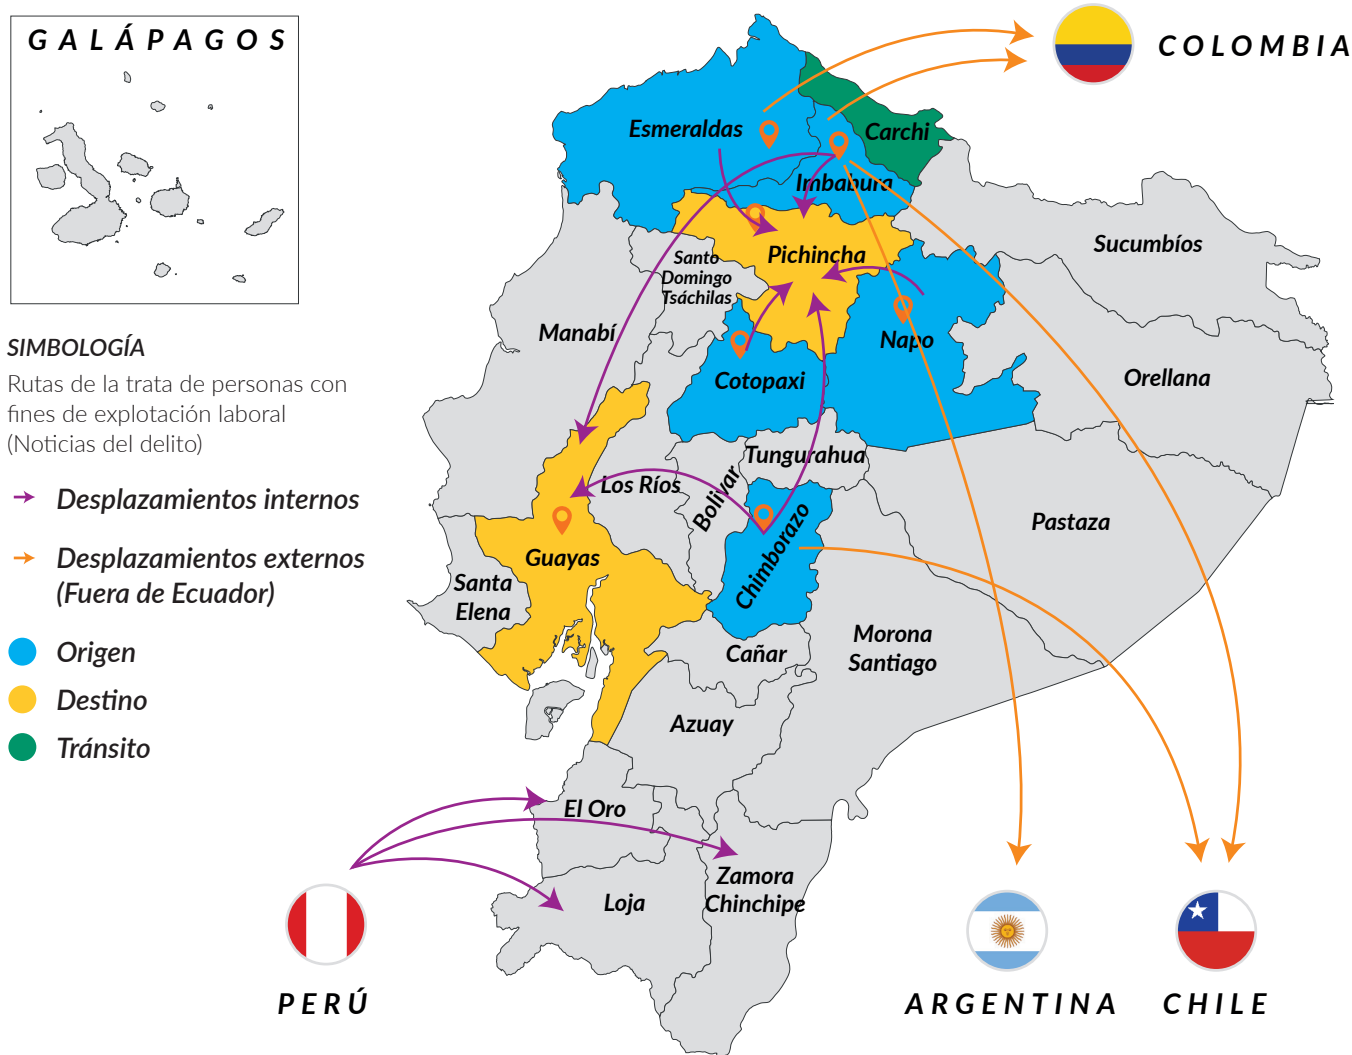 GALÁPAGOS
COLOMBIA
Esmeraldas
Carchi
Imbabura
Sucumbíos
Pichincha
Santo
Domingo
Tsáchilas
Manabí
Napo
Cotopaxi
Orellana
SIMBOLOGÍA
Rutas de la trata de personas con
fines de explotación laboral
(Noticias del delito)
Desplazamientos internos
Desplazamientos externos
(Fuera de Ecuador)
Origen
Destino
Tránsito
Tungurahua
Los Ríos
Bolivar
Pastaza
Guayas
Chimborazo
Santa
Elena
Morona
Santiago
Cañar
Azuay
El Oro
Zamora
Chinchipe
Loja
PERÚ
ARGENTINA
CHILE